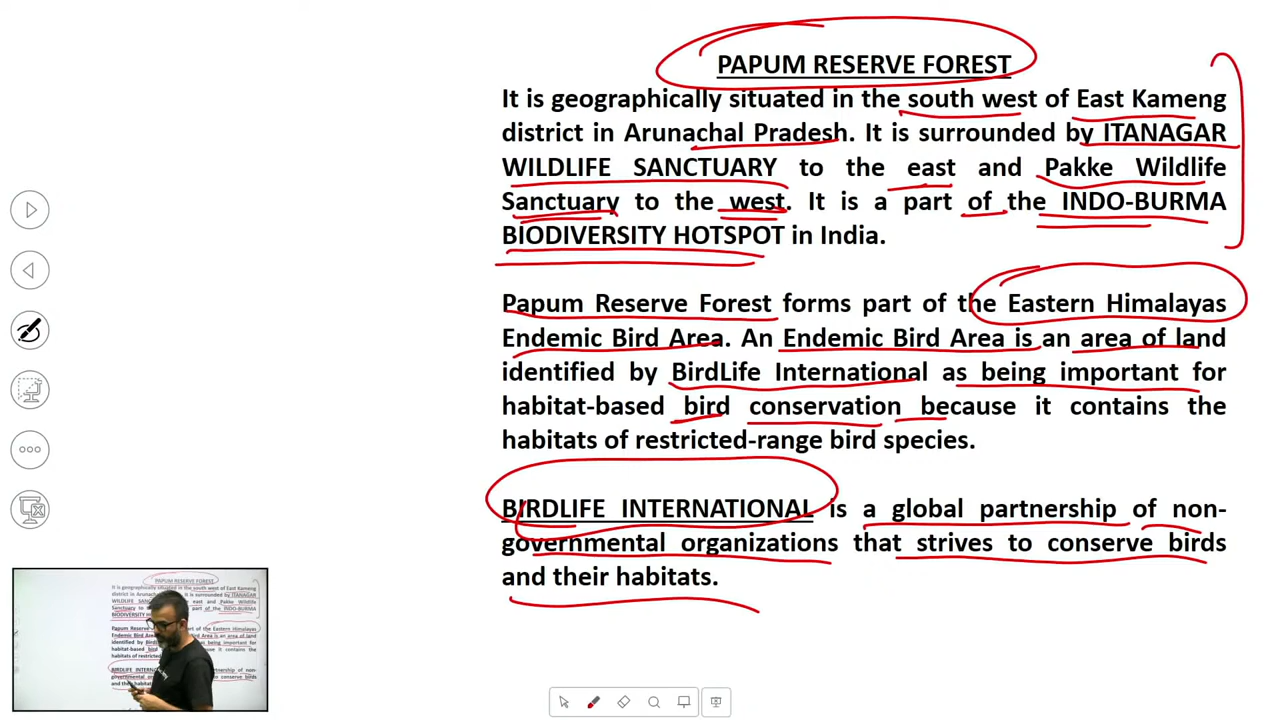 PAPUM RESERVE FOREST
It is geographically situated in the south west of East Kameng
district in Arunachal Pradesh. It is surrounded by ITANAGAR
WILDLIFE SANCTUARY to the east and Pakke Wildlife
Sanctuary to the west. It is a part of the INDO-BURMA
BIODIVERSITY HOTSPOT in India.
Papum Reserve Forest forms part of the Eastern Himalayas
Endemic Bird Area. An Endemic Bird Area is an area of land
identified by BirdLife International as being important for
habitat-based bird conservation because it contains the
habitats of restricted-range bird species.
BIRDLIFE INTERNATIONAL is a global partnership of non-
governmental organizations that strives to conserve birds
and their habitats.